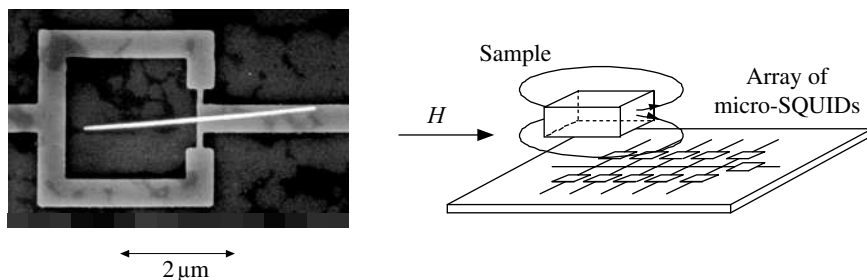 Sample
Array of
micro-SQUIDs
H
2 µm